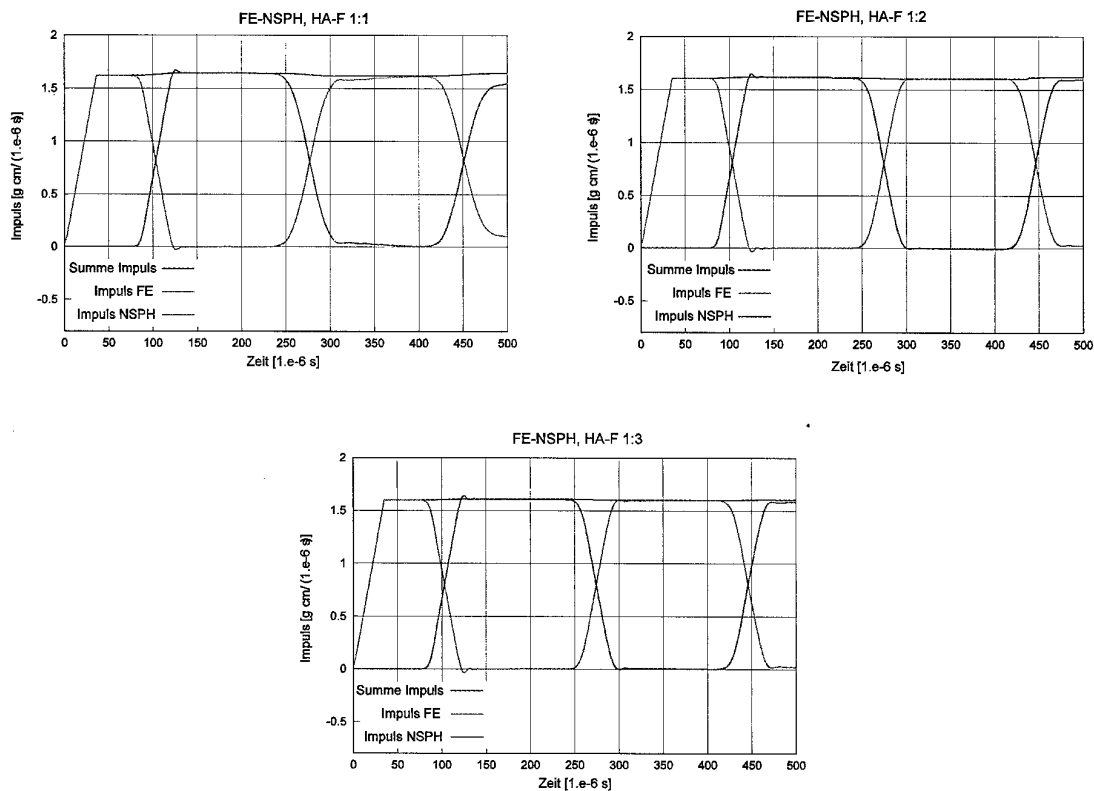 FE-NSPH, HA-F 1:1
2
1.5
1
0.5
0
-0.5
Impuls [g cm/ (1.e-6 s)]
Summe Impuls
Impuls FE
Impuls NSPH
0 50 100 150 200 250 300 350 400 450 500
Zeit [1.e-6 s]
FE-NSPH, HA-F 1:2
2
1.5
1
0.5
0
-0.5
Impuls [g cm/ (1.e-6 s)]
Summe Impuls
Impuls FE
Impuls NSPH
0 50 100 150 200 250 300 350 400 450 500
Zeit [1.e-6 s]
FE-NSPH, HA-F 1:3
2
1.5
1
0.5
0
-0.5
Impuls [g cm/ (1.e-6 s)]
Summe Impuls
Impuls FE
Impuls NSPH
0 50 100 150 200 250 300 350 400 450 500
Zeit [1.e-6 s]